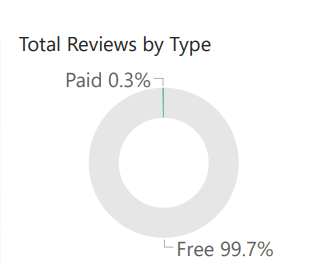 Total Reviews by Type
Paid 0.3%
Free 99.7%